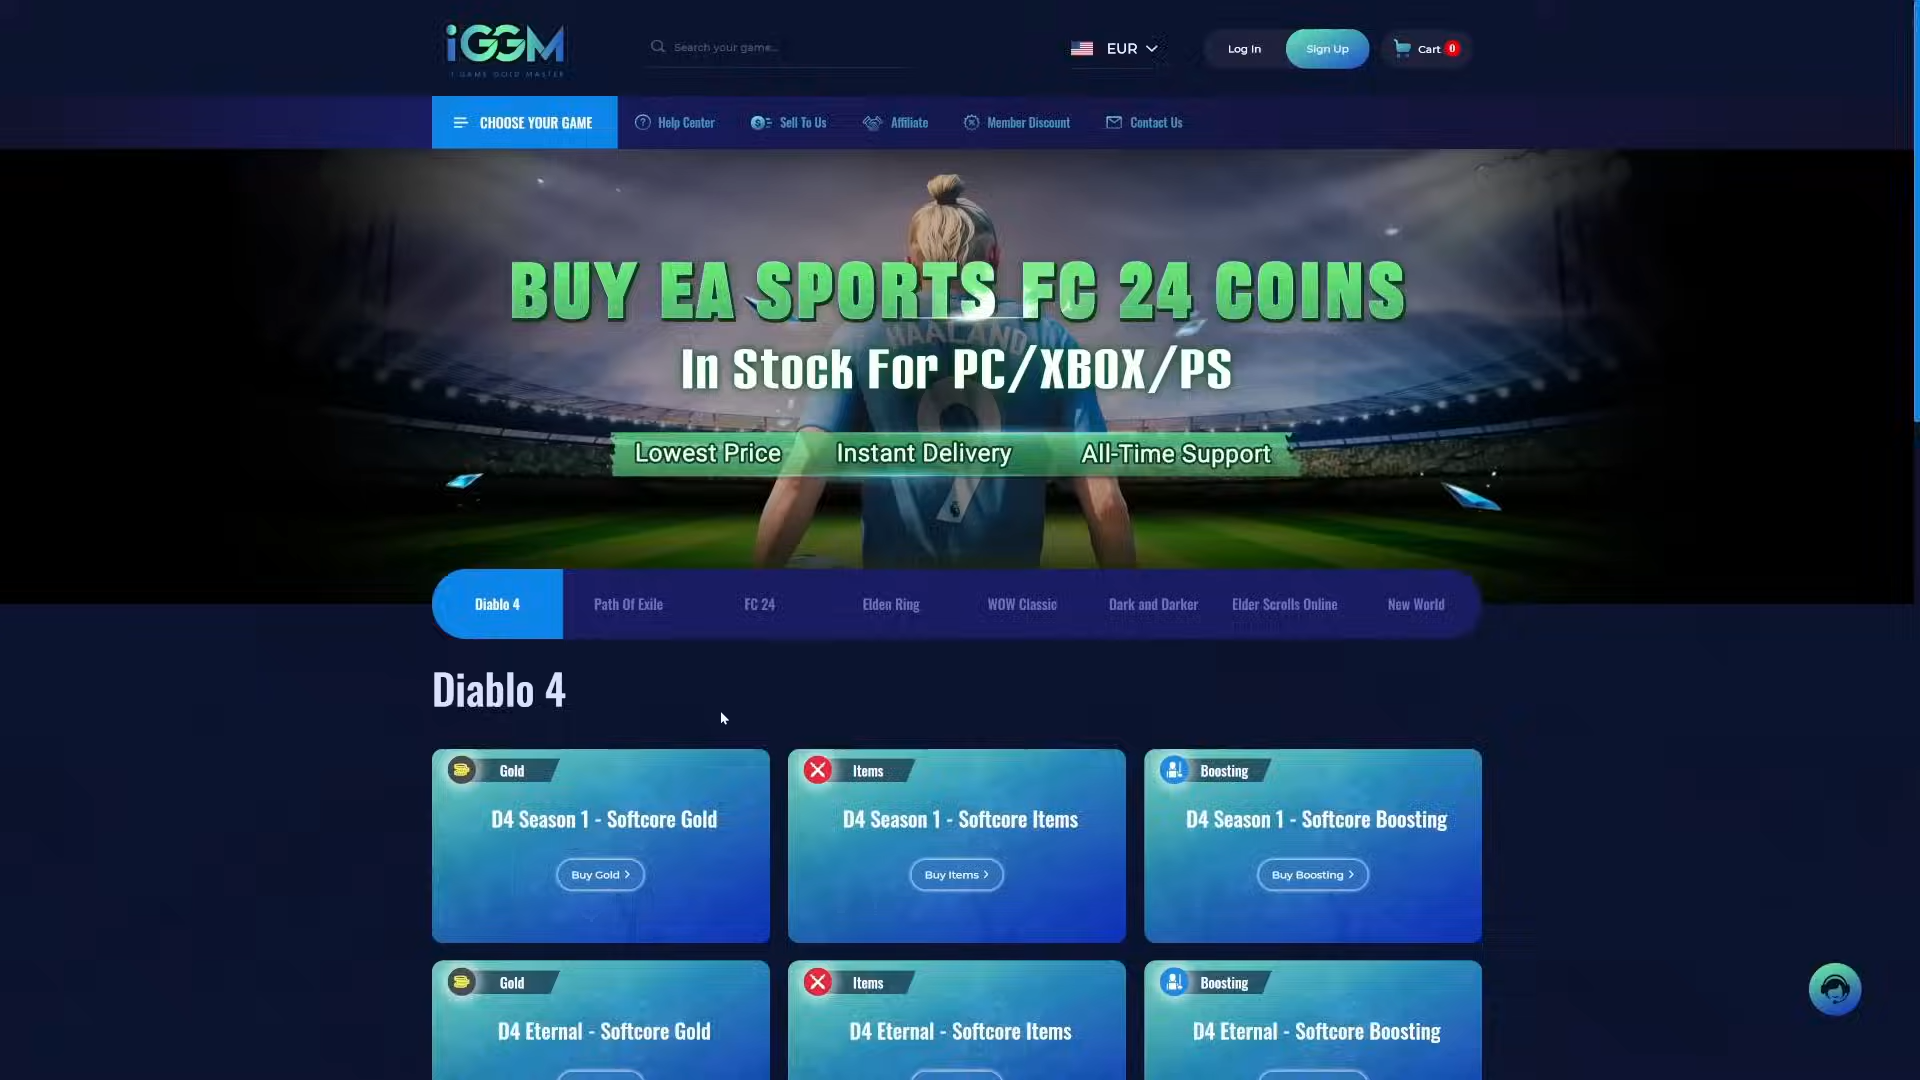 iGGM
I GAME GOLD MASTER
Search your game...
EUR
Log In
Sign Up
Cart 0
CHOOSE YOUR GAME
Help Center
Sell To Us
Affiliate
Member Discount
Contact Us
BUY EA SPORTS FC 24 COINS
HAALAND
9
In Stock For PC/XBOX/PS
Lowest Price
Instant Delivery
All-Time Support
Diablo 4
Path Of Exile
FC 24
Elden Ring
WOW Classic
Dark and Darker
Elder Scrolls Online
New World
Diablo 4
Gold
D4 Season 1 - Softcore Gold
Buy Gold >
Items
D4 Season 1 - Softcore Items
Buy Items >
Boosting
D4 Season 1 - Softcore Boosting
Buy Boosting >
Gold
D4 Eternal - Softcore Gold
Items
D4 Eternal - Softcore Items
Boosting
D4 Eternal - Softcore Boosting